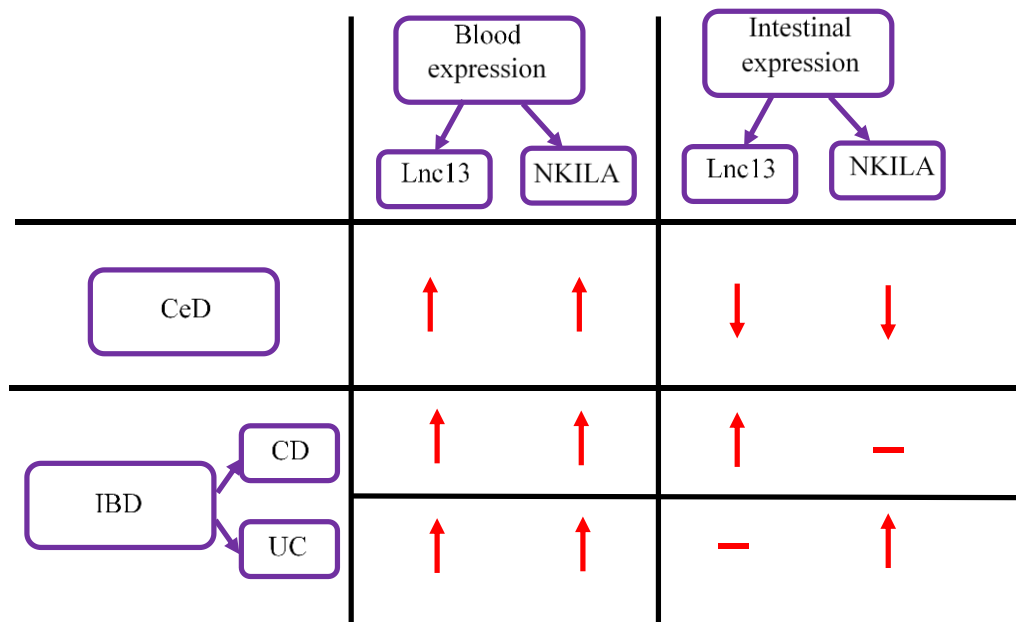 Blood
expression
Intestinal
expression
Lnc13
NKILA
Lnc13
NKILA
CeD
IBD
CD
UC